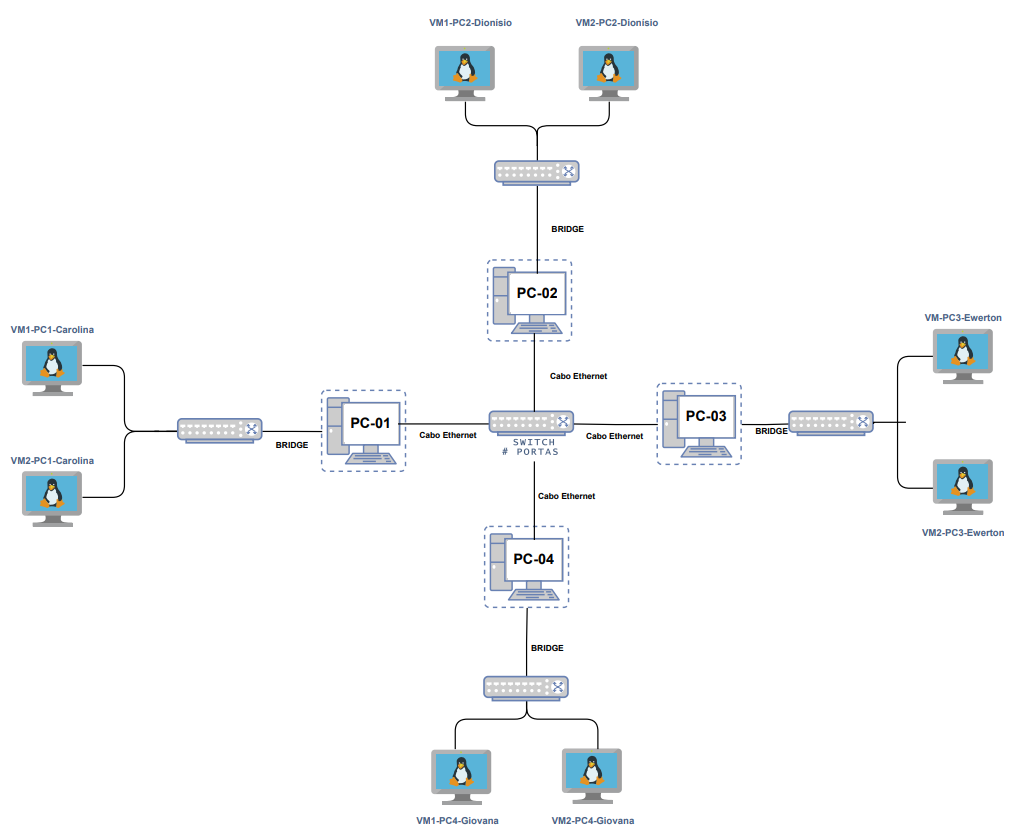 VM1-PC2-Dionísio
VM2-PC2-Dionísio
BRIDGE
PC-02
VM1-PC1-Carolina
VM-PC3-Ewerton
Cabo Ethernet
PC-01
PC-03
Cabo Ethernet
SWITCH
# PORTAS
Cabo Ethernet
BRIDGE
BRIDGE
VM2-PC1-Carolina
Cabo Ethernet
VM2-PC3-Ewerton
PC-04
BRIDGE
VM1-PC4-Giovana
VM2-PC4-Giovana